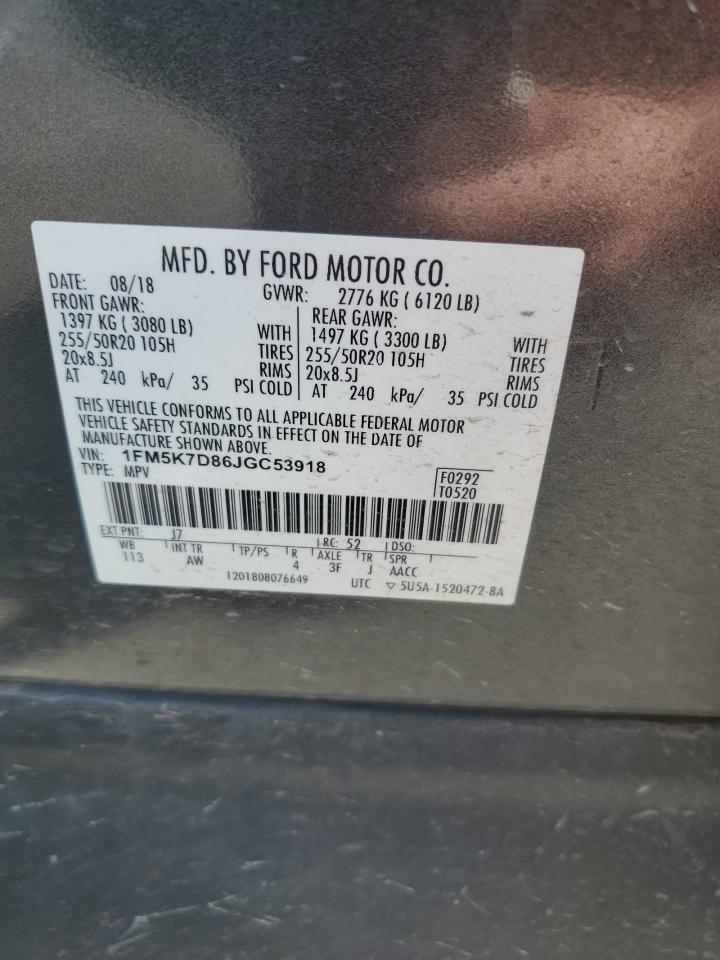 MFD. BY FORD MOTOR CO.
DATE: 08/18 GVWR: 2776 KG ( 6120 LB)
FRONT GAWR: REAR GAWR:
1397 KG ( 3080 LB) WITH 1497 KG ( 3300 LB) WITH
255/50R20 105H TIRES 255/50R20 105H TIRES
20x8.5J RIMS 20x8.5J RIMS
AT 240 kPa/ 35 PSI COLD AT 240 kPa/ 35 PSI COLD
THIS VEHICLE CONFORMS TO ALL APPLICABLE FEDERAL MOTOR
VEHICLE SAFETY STANDARDS IN EFFECT ON THE DATE OF
MANUFACTURE SHOWN ABOVE.
VIN: 1FM5K7D86JGC53918
TYPE: MPV
F0292
T0520
EXT PNT: J7 RC: 52 DSO:
WB INT TR TP/PS R AXLE TR SPR
113 AW 4 3F J AACC
1201808076649 UTC ▽ 5U5A-1520472-BA